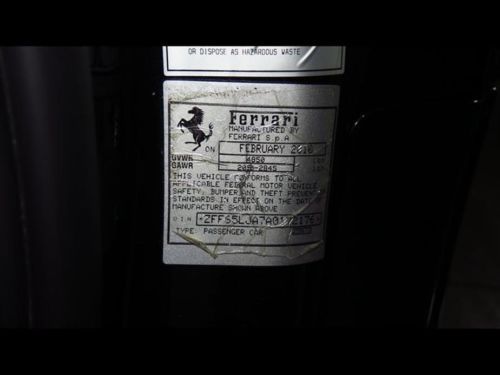 OR DISPOSE AS HAZARDOUS WASTE
Ferrari
MANUFACTURED BY
FERRARI S.p.A
ON FEBRUARY 2010
GVWR 4050
GAWR
THIS VEHICLE CONFORMS TO ALL
APPLICABLE FEDERAL MOTOR VEHICLE
SAFETY, BUMPER AND THEFT PREVENTION
STANDARDS IN EFFECT ON THE DATE OF
MANUFACTURE SHOWN ABOVE
V.I.N.
TYPE: PASSENGER CAR